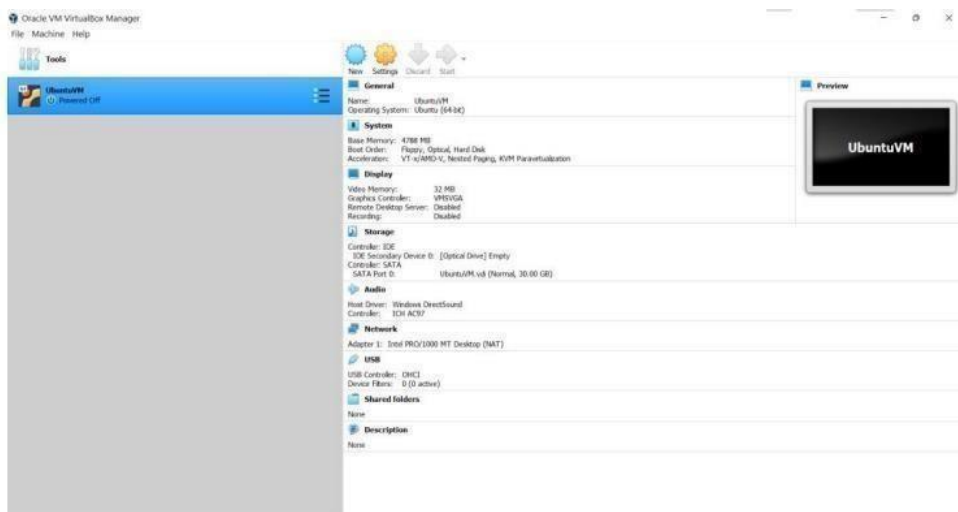 Oracle VM VirtualBox Manager
File Machine Help
Tools
New Settings Discard Start
UbuntuVM
Powered Off
General
Name: UbuntuVM
Operating System: Ubuntu (64-bit)
System
Base Memory: 4788 MB
Boot Order: Floppy, Optical, Hard Disk
Acceleration: VT-x/AMD-V, Nested Paging, KVM Paravirtualization
Display
Video Memory: 32 MB
Graphics Controller: VMSVGA
Remote Desktop Server: Disabled
Recording: Disabled
Storage
Controller: IDE
IDE Secondary Device 0: [Optical Drive] Empty
Controller: SATA
SATA Port 0: UbuntuVM.vdi (Normal, 30.00 GB)
Audio
Host Driver: Windows DirectSound
Controller: ICH AC97
Network
Adapter 1: Intel PRO/1000 MT Desktop (NAT)
USB
USB Controller: OHCI
Device Filters: 0 (0 active)
Shared folders
None
Description
None
Preview
UbuntuVM